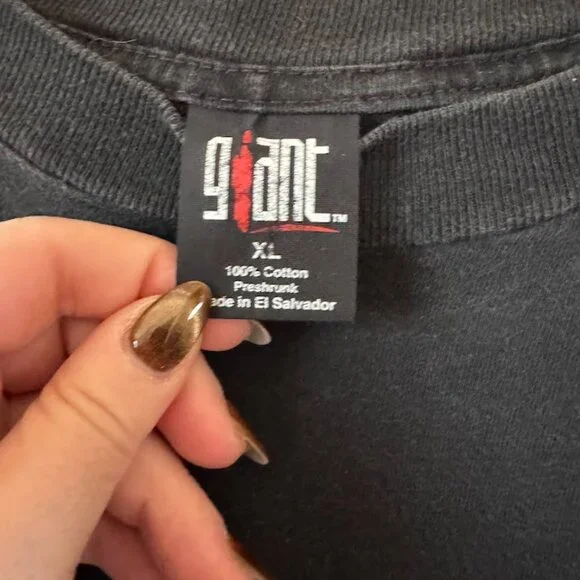 giant™
XL
100% Cotton
Preshrunk
ade in El Salvador